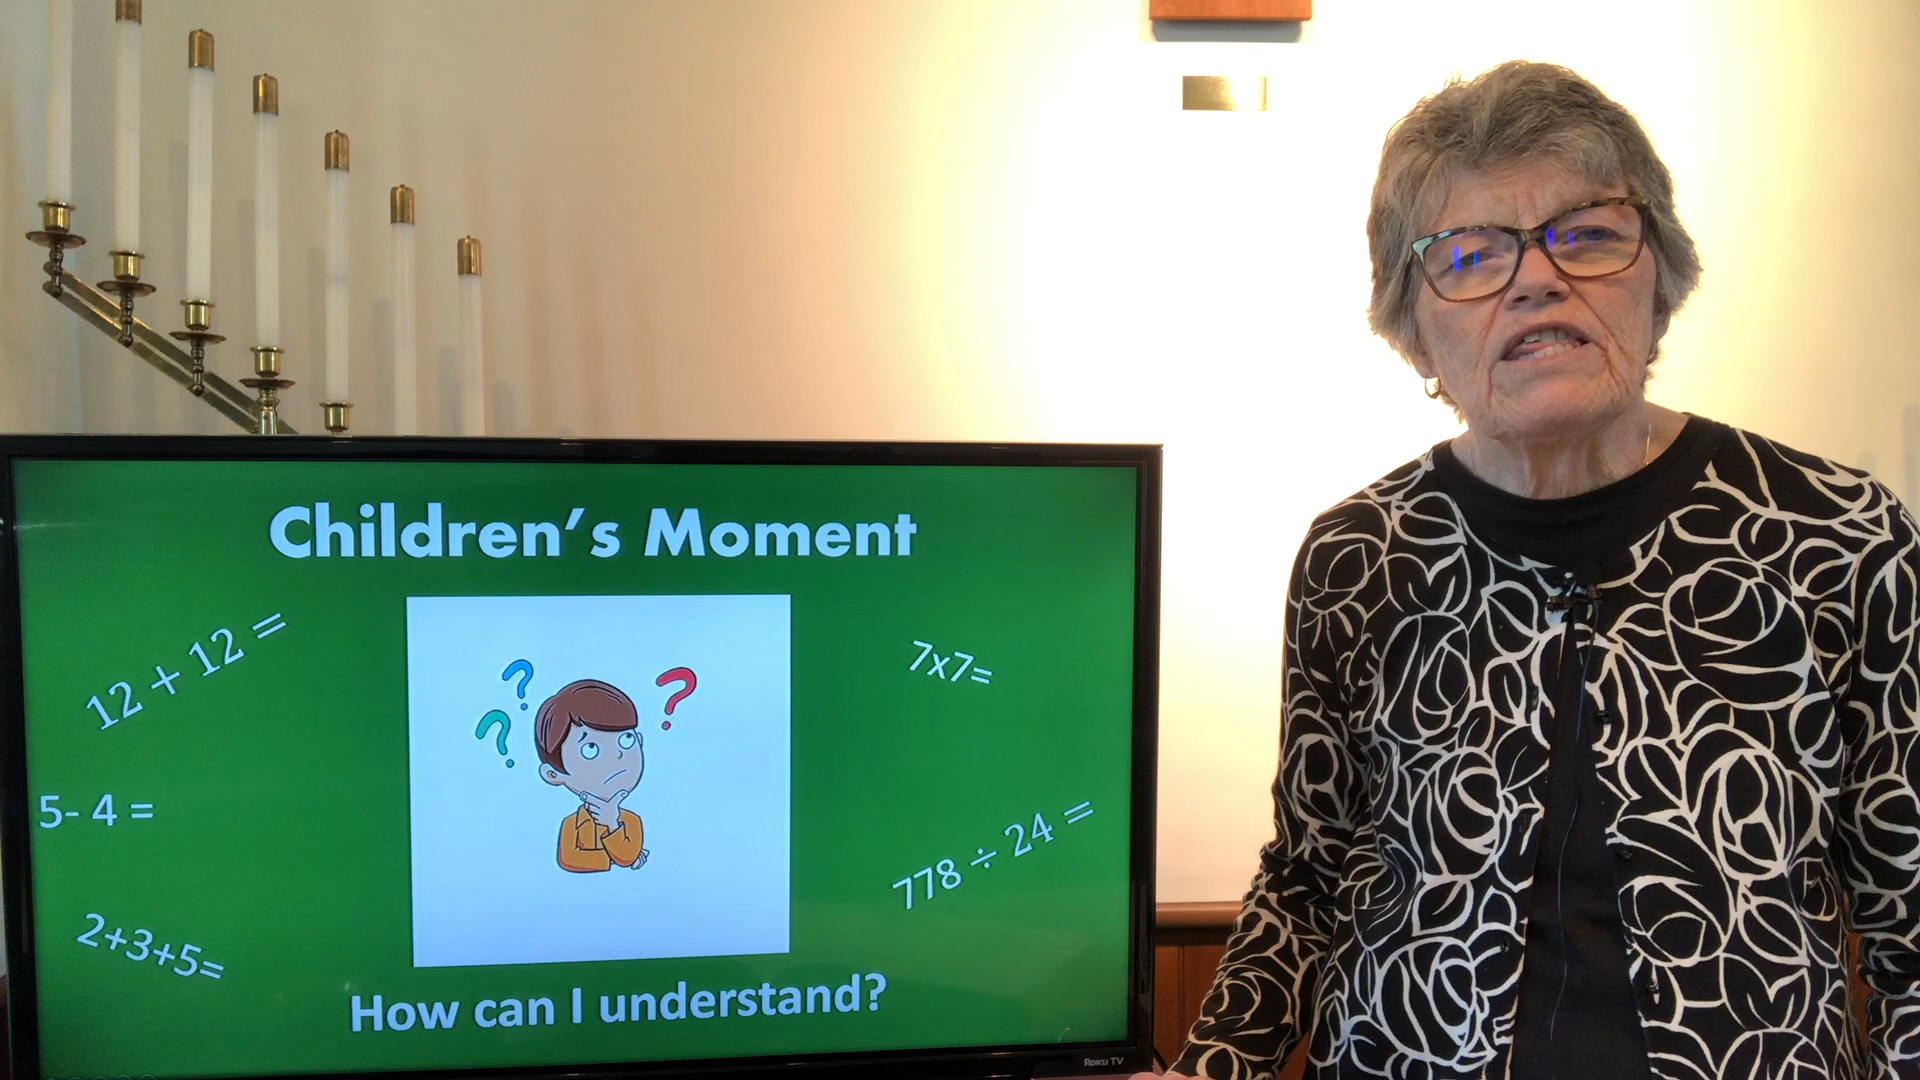 Children's Moment
12 + 12 =
7x7=
5- 4 =
778 ÷ 24 =
2+3+5=
How can I understand?
Roku TV